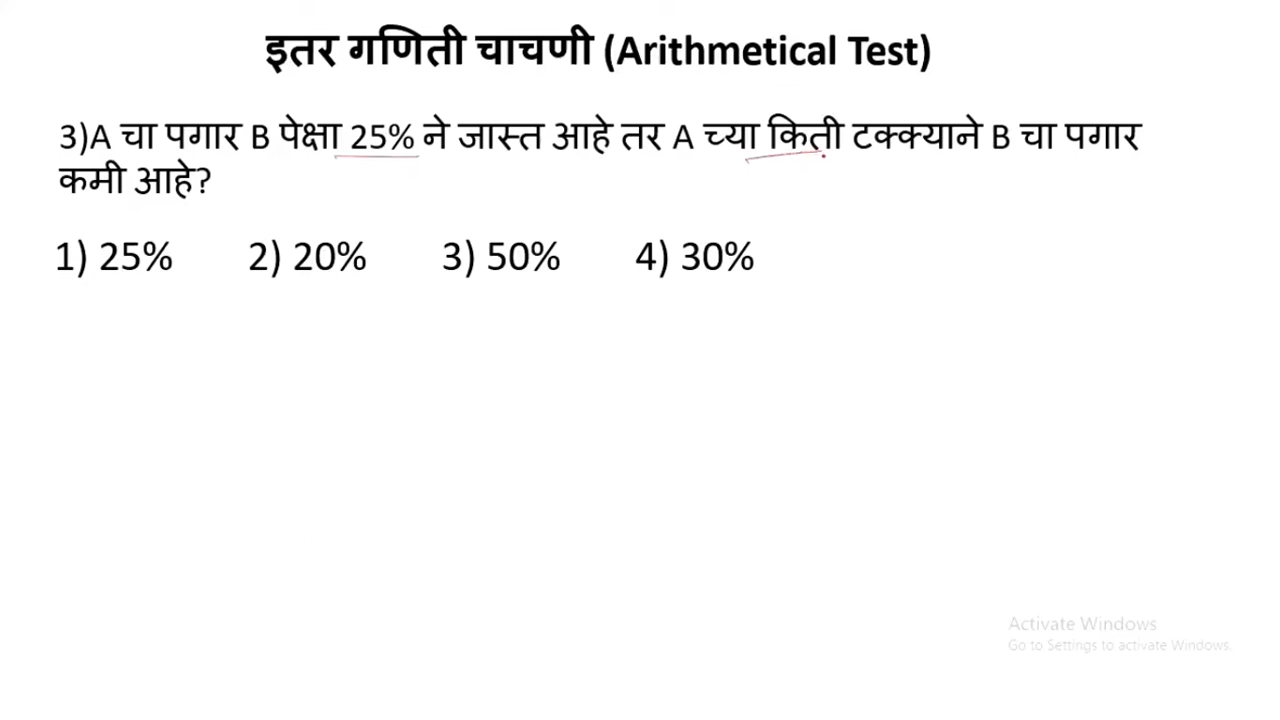 इतर गणिती चाचणी (Arithmetical Test)
3)A चा पगार B पेक्षा 25% ने जास्त आहे तर A च्या किती टक्क्याने B चा पगार
कमी आहे?
1) 25% 2) 20% 3) 50% 4) 30%
Activate Windows
Go to Settings to activate Windows.